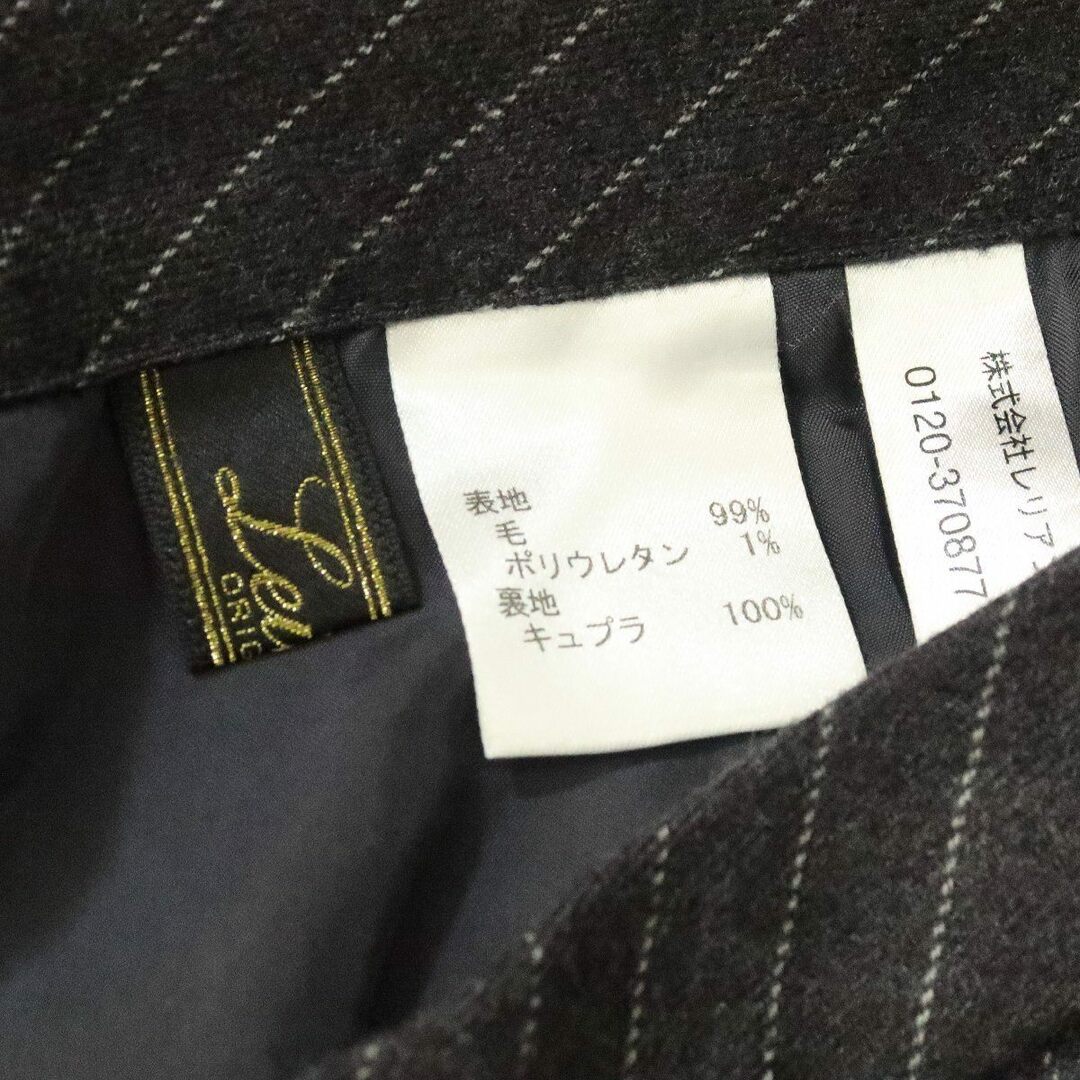 表地
毛 99%
ポリウレタン 1%
裏地
キュプラ 100%
株式会社レリア
0120-370877